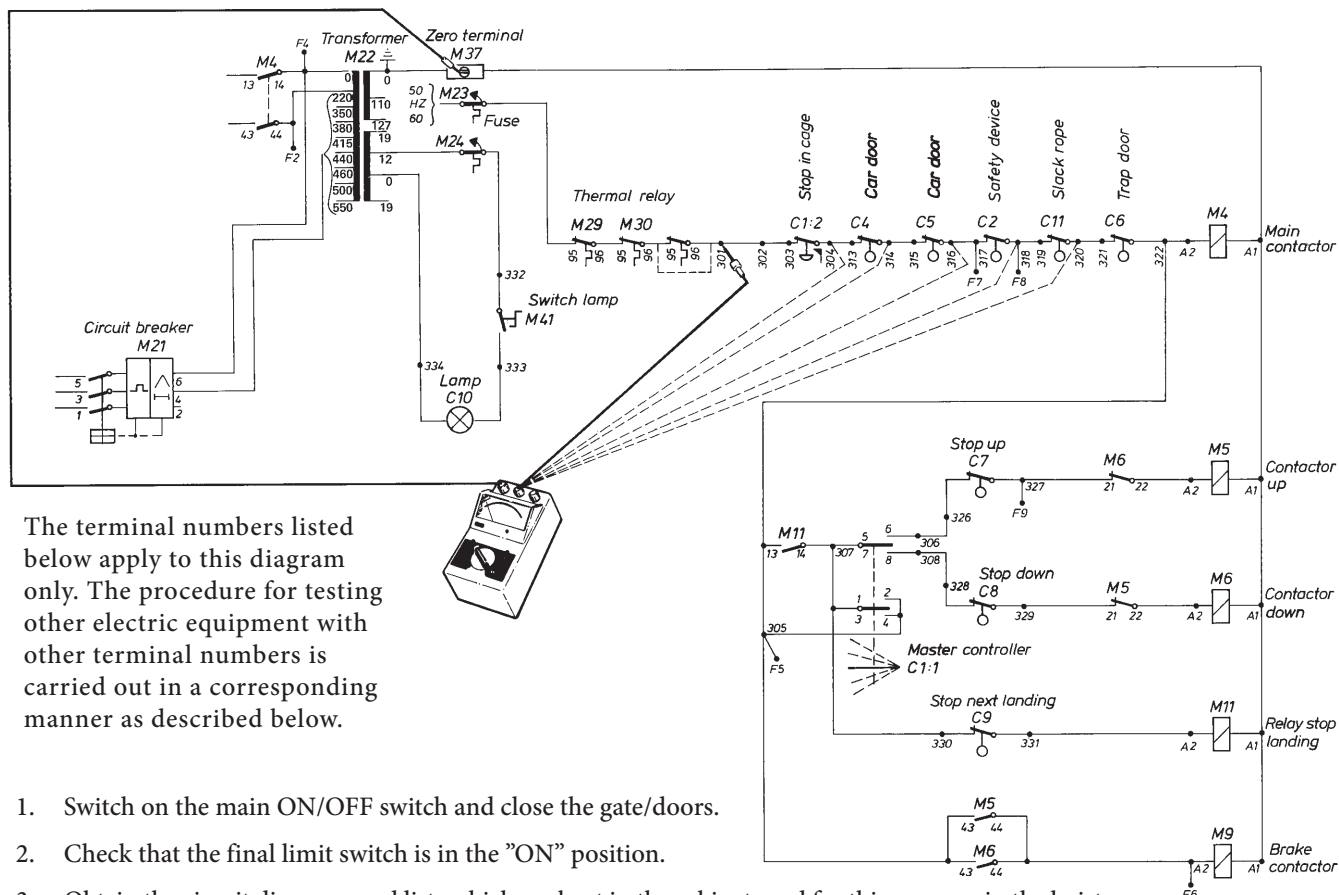 Transformer
M22
Zero terminal
M37
F4
M4
13 14
43 44
F2
0
220
350
380
415
440
460
500
550
0
110
127
19
12
0
19
50
HZ
60
M23
Fuse
M24
Thermal relay
M29
M30
95 96
95 96
95 96
301
302
Stop in cage
C1:2
303 304
Car door
C4
313 314
Car door
C5
315 316
Safety device
C2
317 318
F7
F8
Slack rope
C11
319 320
Trap door
C6
321
322
M4
A2 A1
Main
contactor
332
Switch lamp
M41
333
334
Lamp
C10
Circuit breaker
M21
5
3
1
6
4
2
Stop up
C7
326
327
F9
M6
21 22
M5
A2 A1
Contactor
up
M11
13 14
307
5 6
7 8
306
308
328
Stop down
C8
329
M5
21 22
M6
A2 A1
Contactor
down
1 2
3 4
305
F5
Master controller
C1:1
Stop next landing
C9
330 331
M11
A2 A1
Relay stop
landing
M5
43 44
M6
43 44
M9
A2 A1
Brake
contactor
F6
The terminal numbers listed
below apply to this diagram
only. The procedure for testing
other electric equipment with
other terminal numbers is
carried out in a corresponding
manner as described below.
1. Switch on the main ON/OFF switch and close the gate/doors.
2. Check that the final limit switch is in the ”ON” position.